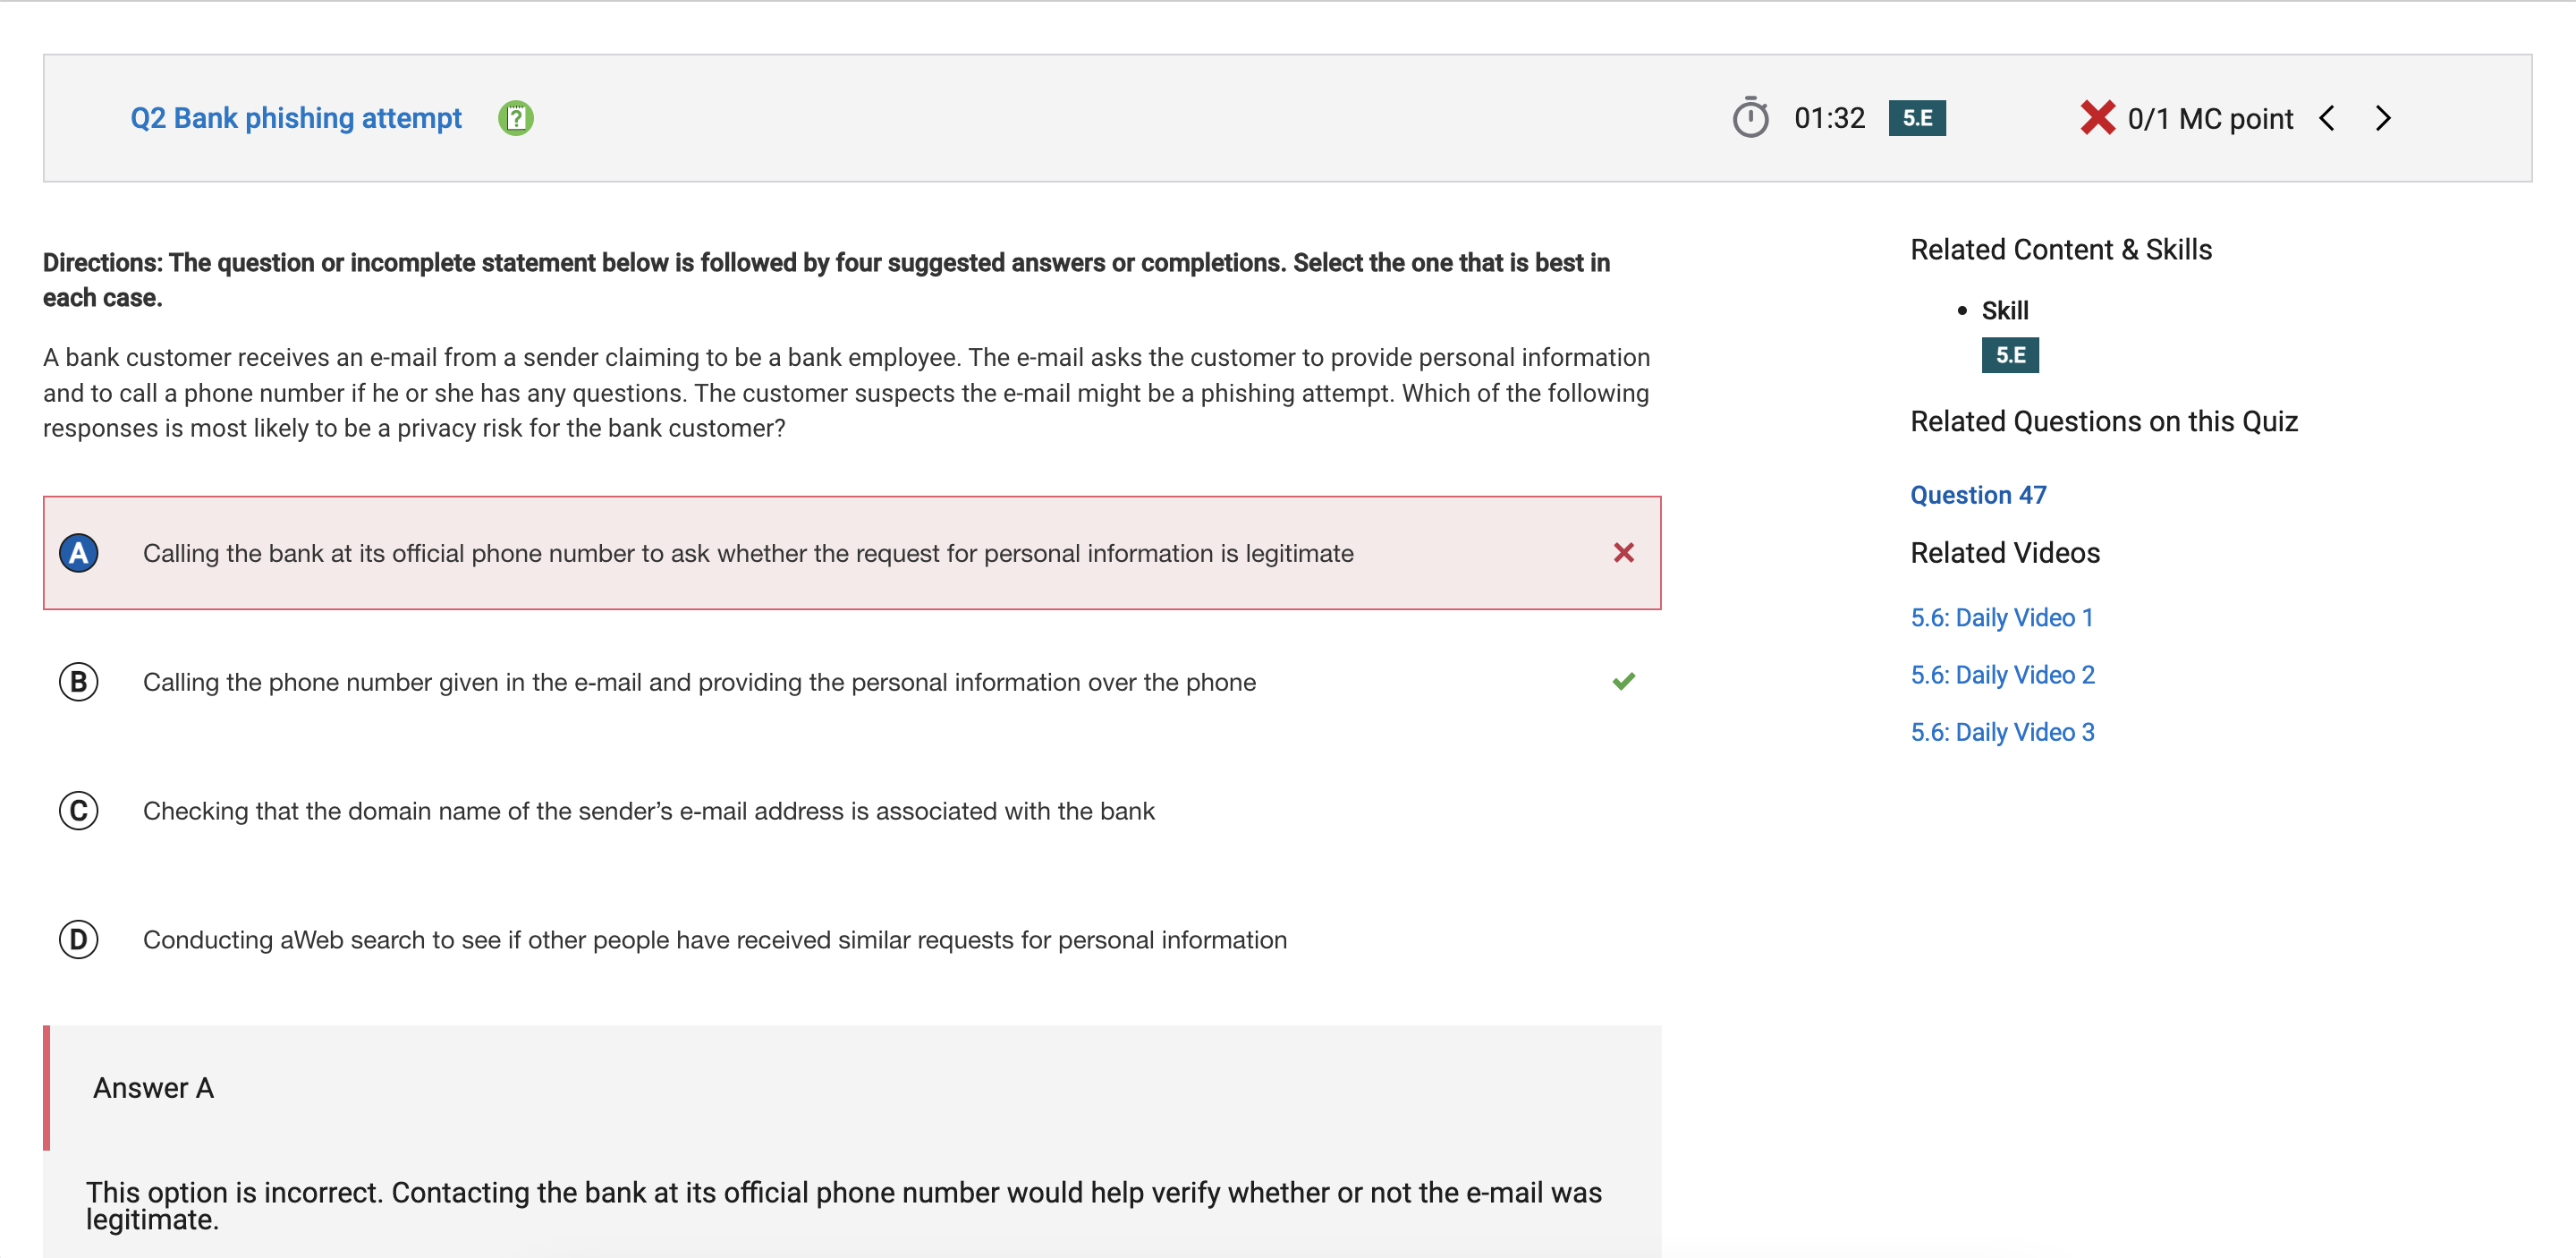 Q2 Bank phishing attempt ?
01:32 5.E 0/1 MC point
Directions: The question or incomplete statement below is followed by four suggested answers or completions. Select the one that is best in
each case.
A bank customer receives an e-mail from a sender claiming to be a bank employee. The e-mail asks the customer to provide personal information
and to call a phone number if he or she has any questions. The customer suspects the e-mail might be a phishing attempt. Which of the following
responses is most likely to be a privacy risk for the bank customer?
A Calling the bank at its official phone number to ask whether the request for personal information is legitimate
B Calling the phone number given in the e-mail and providing the personal information over the phone
C Checking that the domain name of the sender’s e-mail address is associated with the bank
D Conducting aWeb search to see if other people have received similar requests for personal information
Answer A
This option is incorrect. Contacting the bank at its official phone number would help verify whether or not the e-mail was
legitimate.
Related Content & Skills
• Skill
5.E
Related Questions on this Quiz
Question 47
Related Videos
5.6: Daily Video 1
5.6: Daily Video 2
5.6: Daily Video 3